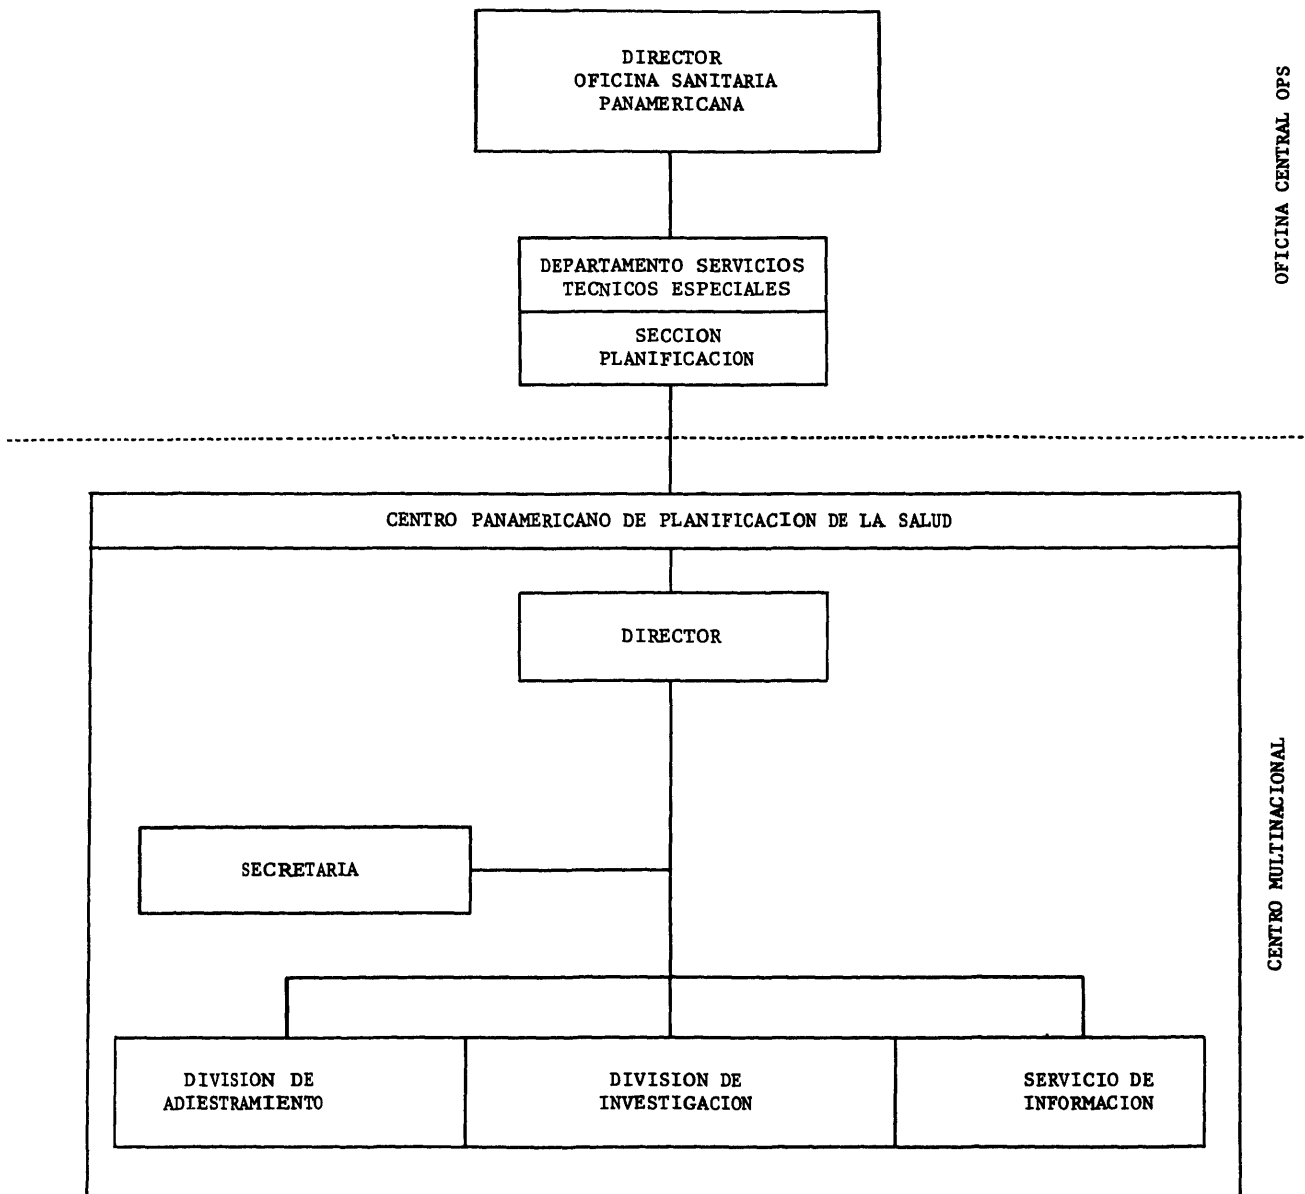 DIRECTOR
OFICINA SANITARIA
PANAMERICANA
OFICINA CENTRAL OPS
DEPARTAMENTO SERVICIOS
TECNICOS ESPECIALES
SECCION
PLANIFICACION
CENTRO PANAMERICANO DE PLANIFICACION DE LA SALUD
DIRECTOR
SECRETARIA
CENTRO MULTINACIONAL
DIVISION DE
ADIESTRAMIENTO
DIVISION DE
INVESTIGACION
SERVICIO DE
INFORMACION